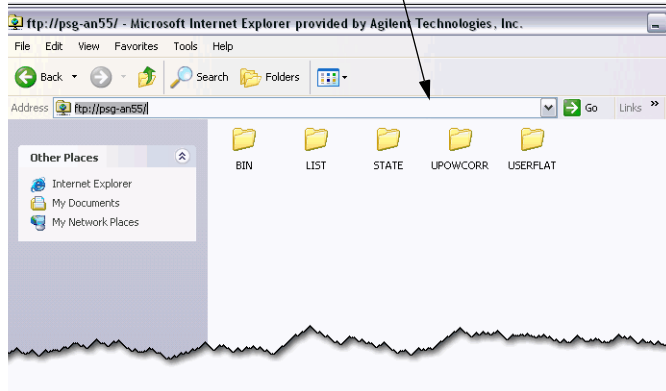 ftp://psg-an55/ - Microsoft Internet Explorer provided by Agilent Technologies, Inc.
File Edit View Favorites Tools Help
Back Search Folders
Address ftp://psg-an55/ Go Links »
Other Places
Internet Explorer
My Documents
My Network Places
BIN LIST STATE UPOWCORR USERFLAT